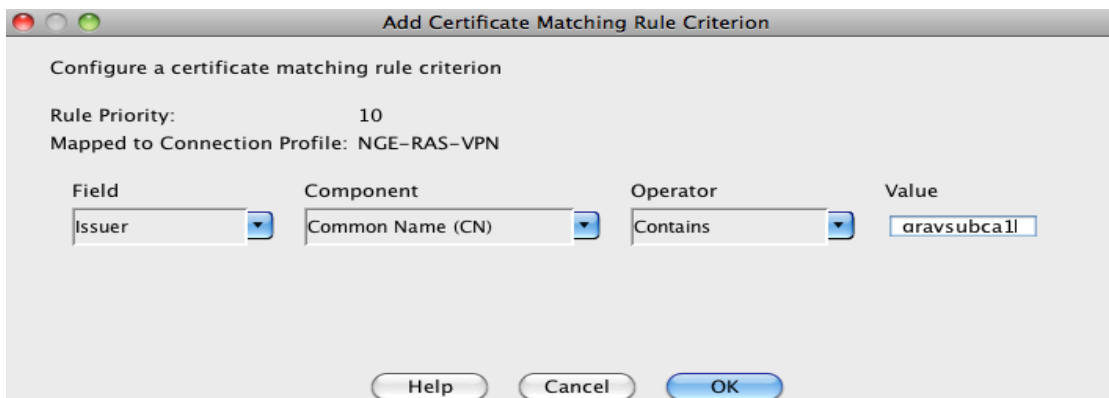 Add Certificate Matching Rule Criterion
Configure a certificate matching rule criterion
Rule Priority: 10
Mapped to Connection Profile: NGE-RAS-VPN
Field Component Operator Value
Issuer Common Name (CN) Contains gravsubca1
Help Cancel OK